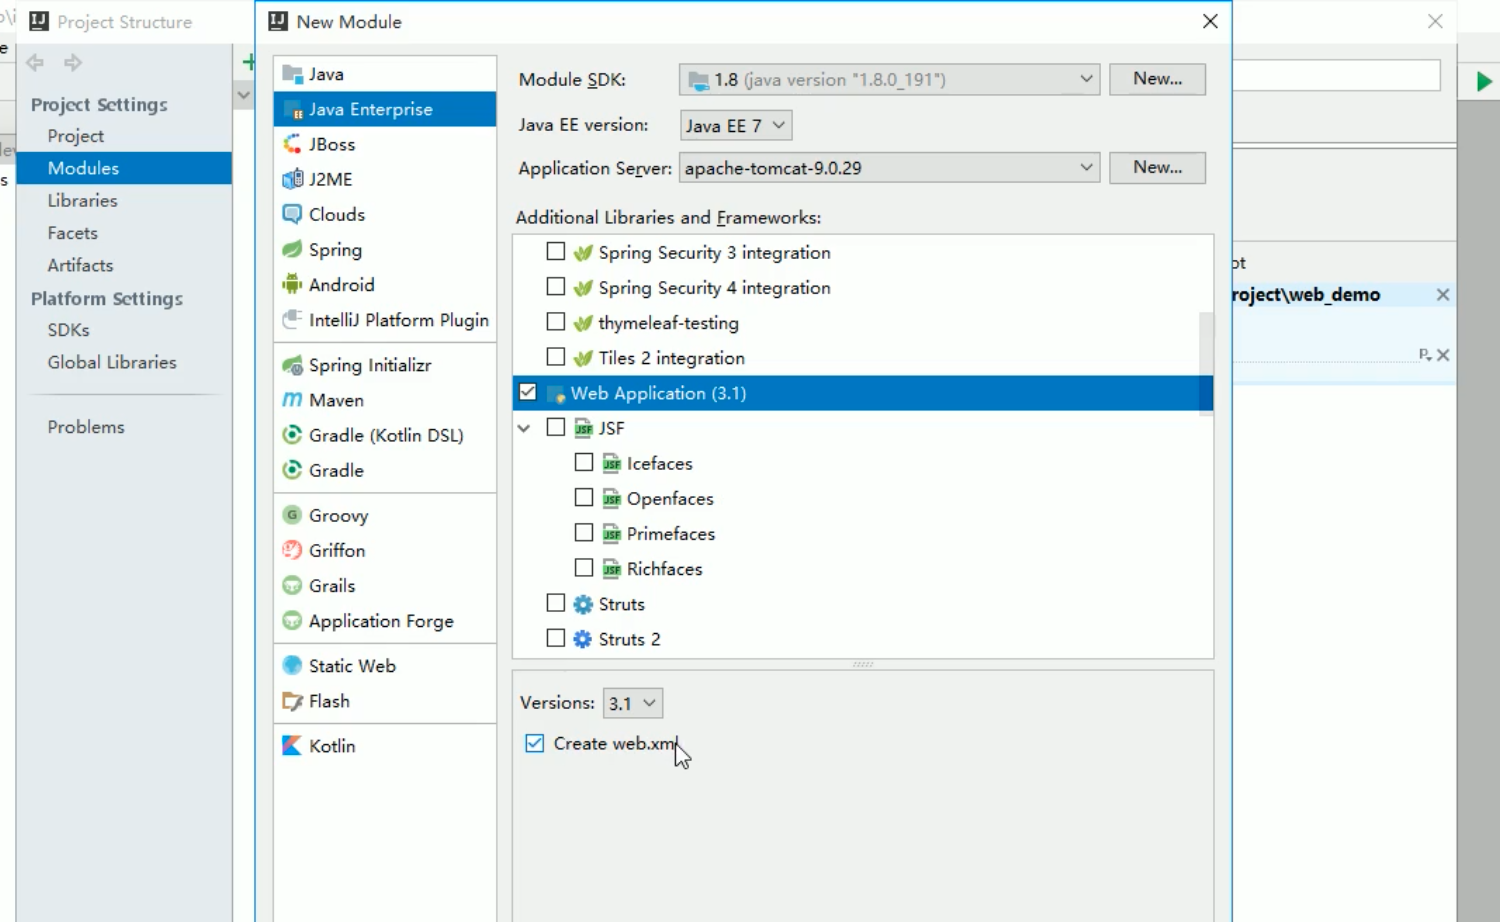 Project Structure
Project Settings
Project
Modules
Libraries
Facets
Artifacts
Platform Settings
SDKs
Global Libraries
Problems
New Module
Java
Java Enterprise
JBoss
J2ME
Clouds
Spring
Android
IntelliJ Platform Plugin
Spring Initializr
Maven
Gradle (Kotlin DSL)
Gradle
Groovy
Griffon
Grails
Application Forge
Static Web
Flash
Kotlin
Module SDK: 1.8 (java version "1.8.0_191") New...
Java EE version: Java EE 7
Application Server: apache-tomcat-9.0.29 New...
Additional Libraries and Frameworks:
Spring Security 3 integration
Spring Security 4 integration
thymeleaf-testing
Tiles 2 integration
Web Application (3.1)
JSF
Icefaces
Openfaces
Primefaces
Richfaces
Struts
Struts 2
Versions: 3.1
Create web.xml
roject\web_demo